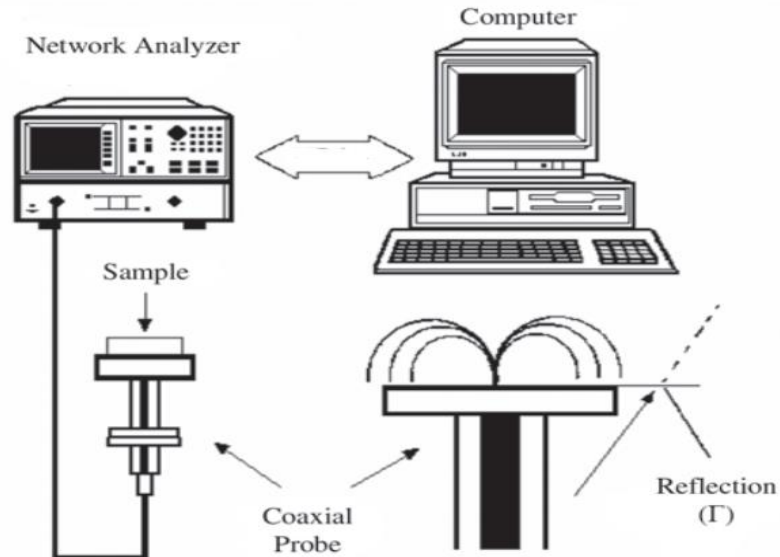 Computer
Network Analyzer
Sample
Coaxial
Probe
Reflection
(Γ)